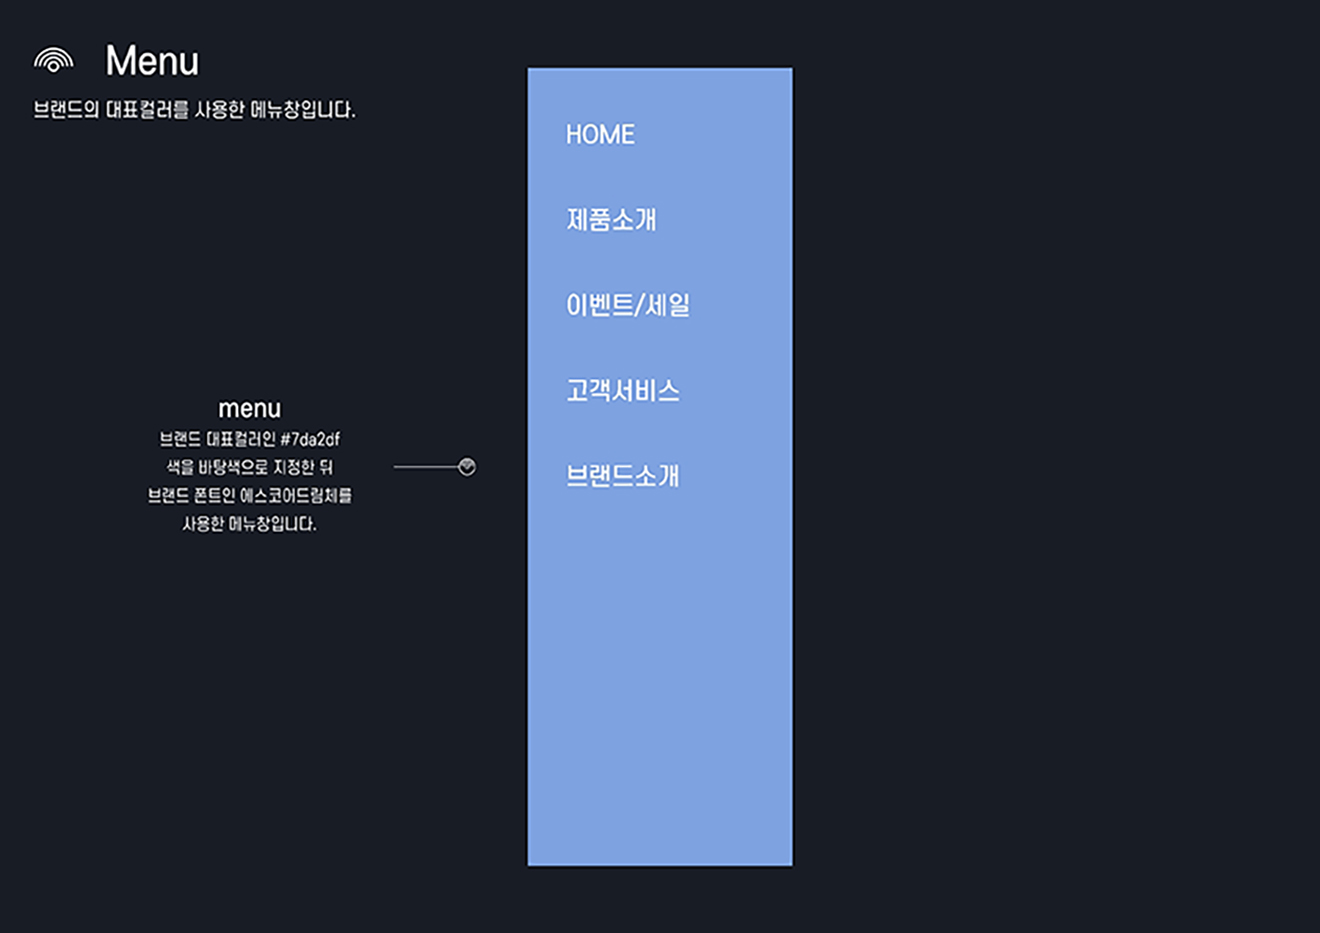 Menu
브랜드의 대표컬러를 사용한 메뉴창입니다.
HOME
제품소개
이벤트/세일
고객서비스
브랜드소개
menu
브랜드 대표컬러인 #7da2df
색을 바탕색으로 지정한 뒤
브랜드 폰트인 에스코어드림체를
사용한 메뉴창입니다.